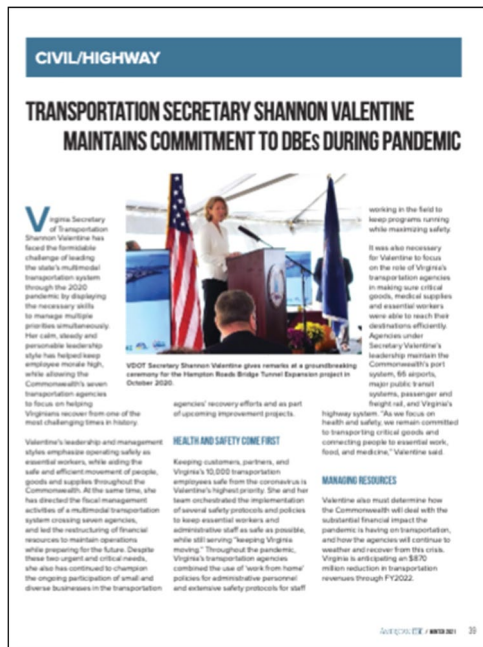 CIVIL/HIGHWAY
TRANSPORTATION SECRETARY SHANNON VALENTINE
MAINTAINS COMMITMENT TO DBEs DURING PANDEMIC
Virginia Secretary
of Transportation
Shannon Valentine has
faced the formidable
challenge of leading
the state's multimodal
transportation system
through the 2020
pandemic by displaying
the necessary skills
to manage multiple
priorities simultaneously.
Her calm, steady and
personable leadership
style has helped keep
employee morale high,
while allowing the
Commonwealth's seven
transportation agencies
to focus on helping
Virginians recover from one of the
most challenging times in history.
Valentine's leadership and management
styles emphasize operating safely as
essential workers, while aiding the
safe and efficient movement of people,
goods and supplies throughout the
Commonwealth. At the same time, she
has directed the fiscal management
activities of a multimodal transportation
system crossing seven agencies,
and led the restructuring of financial
resources to maintain operations
while preparing for the future. Despite
these two urgent and critical needs,
she also has continued to champion
the ongoing participation of small and
diverse businesses in the transportation
VDOT Secretary Shannon Valentine gives remarks at a groundbreaking
ceremony for the Hampton Roads Bridge Tunnel Expansion project in
October 2020.
agencies' recovery efforts and as part
of upcoming improvement projects.
HEALTH AND SAFETY COME FIRST
Keeping customers, partners, and
Virginia's 10,000 transportation
employees safe from the coronavirus is
Valentine's highest priority. She and her
team orchestrated the implementation
of several safety protocols and policies
to keep essential workers and
administrative staff as safe as possible,
while still serving "keeping Virginia
moving." Throughout the pandemic,
Virginia's transportation agencies
combined the use of 'work from home'
policies for administrative personnel
and extensive safety protocols for staff
working in the field to
keep programs running
while maximizing safety.
It was also necessary
for Valentine to focus
on the role of Virginia's
transportation agencies
in making sure critical
goods, medical supplies
and essential workers
were able to reach their
destinations efficiently.
Agencies under
Secretary Valentine's
leadership maintain the
Commonwealth's port
system, 66 airports,
major public transit
systems, passenger and
freight rail, and Virginia's
highway system. "As we focus on
health and safety, we remain committed
to transporting critical goods and
connecting people to essential work,
food, and medicine," Valentine said.
MANAGING RESOURCES
Valentine also must determine how
the Commonwealth will deal with the
substantial financial impact the
pandemic is having on transportation,
and how the agencies will continue to
weather and recover from this crisis.
Virginia is anticipating an $870
million reduction in transportation
revenues through FY2022.
/ WINTER 2021 39